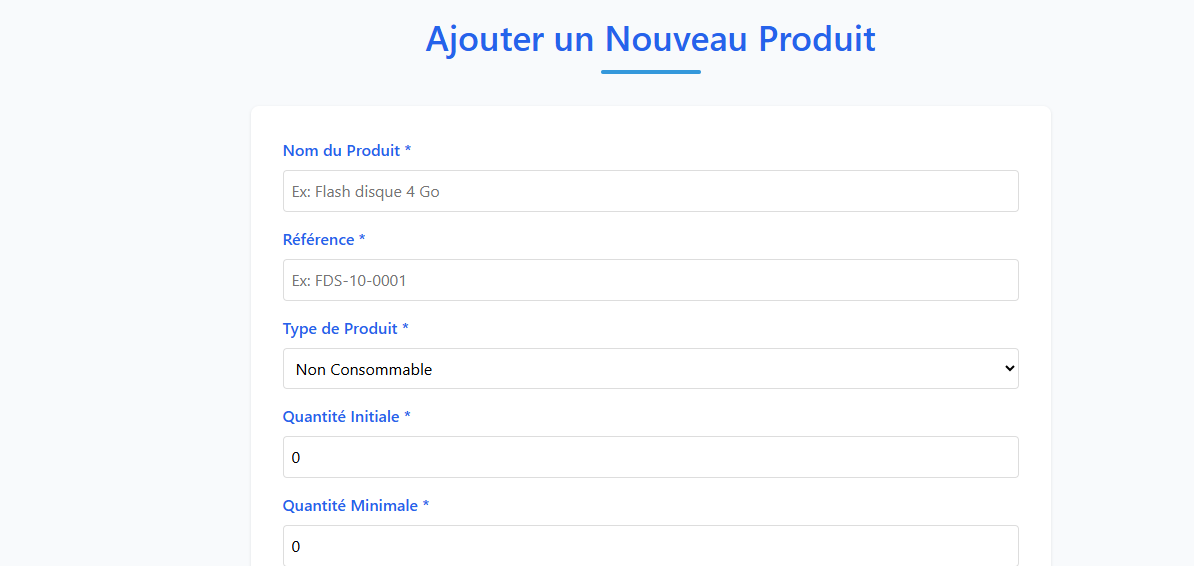 Ajouter un Nouveau Produit
Nom du Produit *
Ex: Flash disque 4 Go
Référence *
Ex: FDS-10-0001
Type de Produit *
Non Consommable
Quantité Initiale *
0
Quantité Minimale *
0